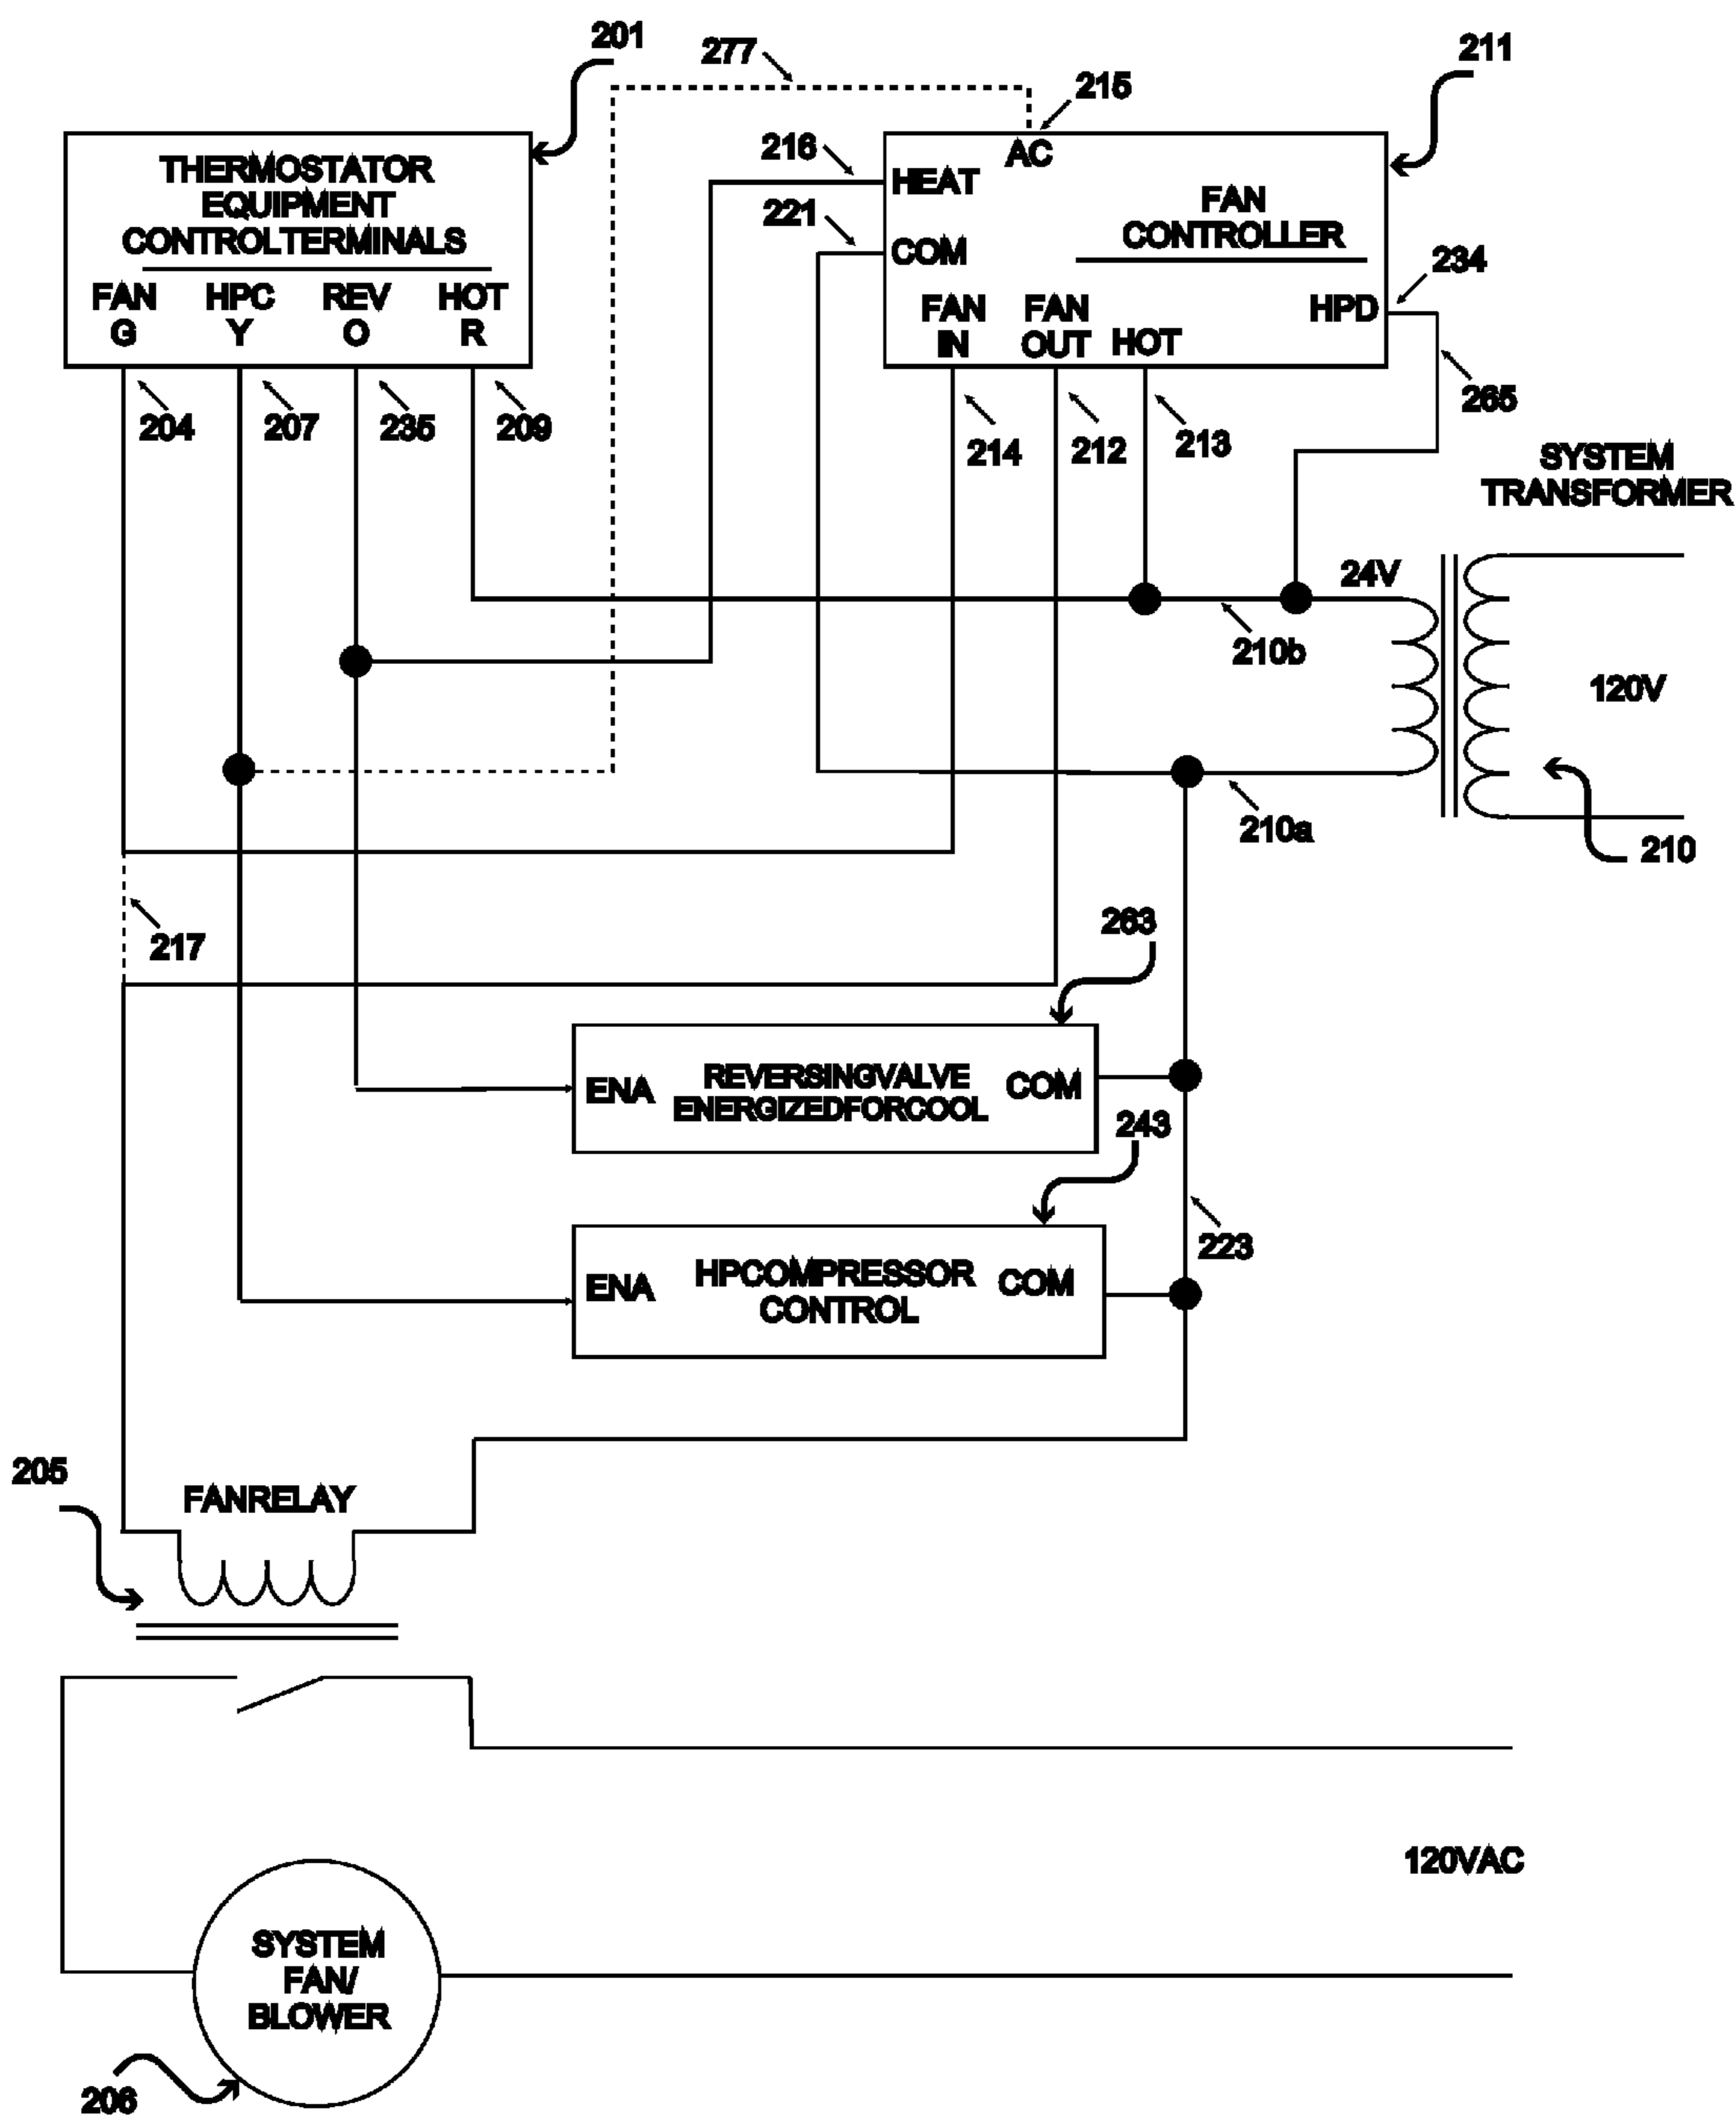 201
277
211
215
THERMOSTATOR
EQUIPMENT
CONTROLTERMINALS
FAN HPC REV HOT
G Y O R
216
221
AC
HEAT
COM
FAN
CONTROLLER
FAN FAN
IN OUT HOT
HPD
234
265
204 207 235 209
214 212 213
SYSTEM
TRANSFORMER
24V
210b
120V
210a
210
217
263
ENA REVERSINGVALVE COM
ENERGIZEDFORCOOL
243
223
ENA HPCOMPRESSOR COM
CONTROL
205
FANRELAY
120VAC
SYSTEM
FAN/
BLOWER
206